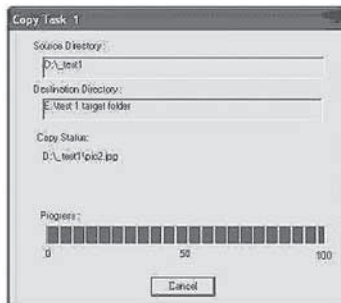 Copy Task 1
Source Directory:
D:\_test1
Destination Directory:
E:\test 1 target folder
Copy Status:
D:\_test1\pic2.jpg
Progress:
0 50 100
Cancel